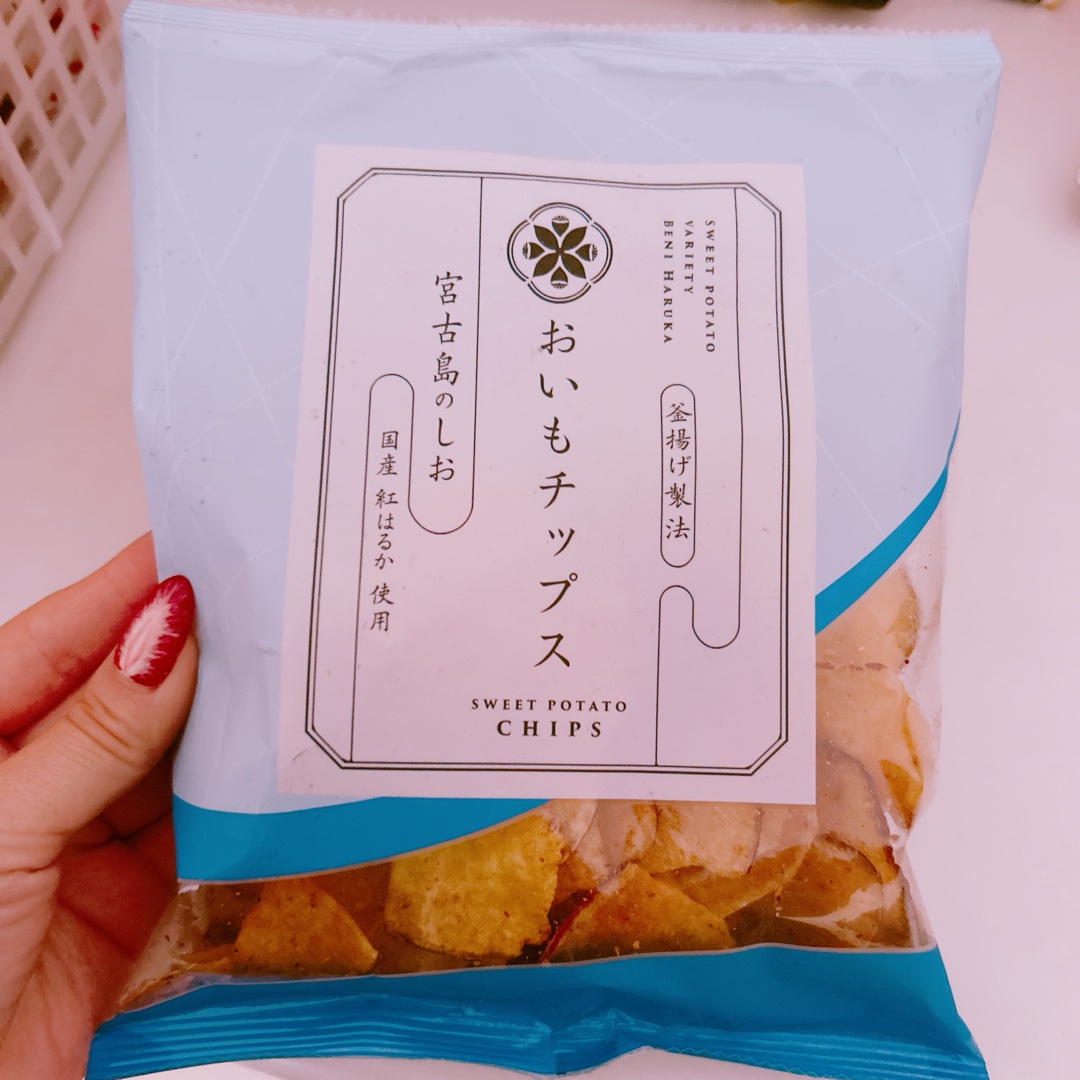 SWEET POTATO
VARIETY
BENI HARUKA
釜揚げ製法
おいもチップス
宮古島のしお
国産 紅はるか 使用
SWEET POTATO
CHIPS